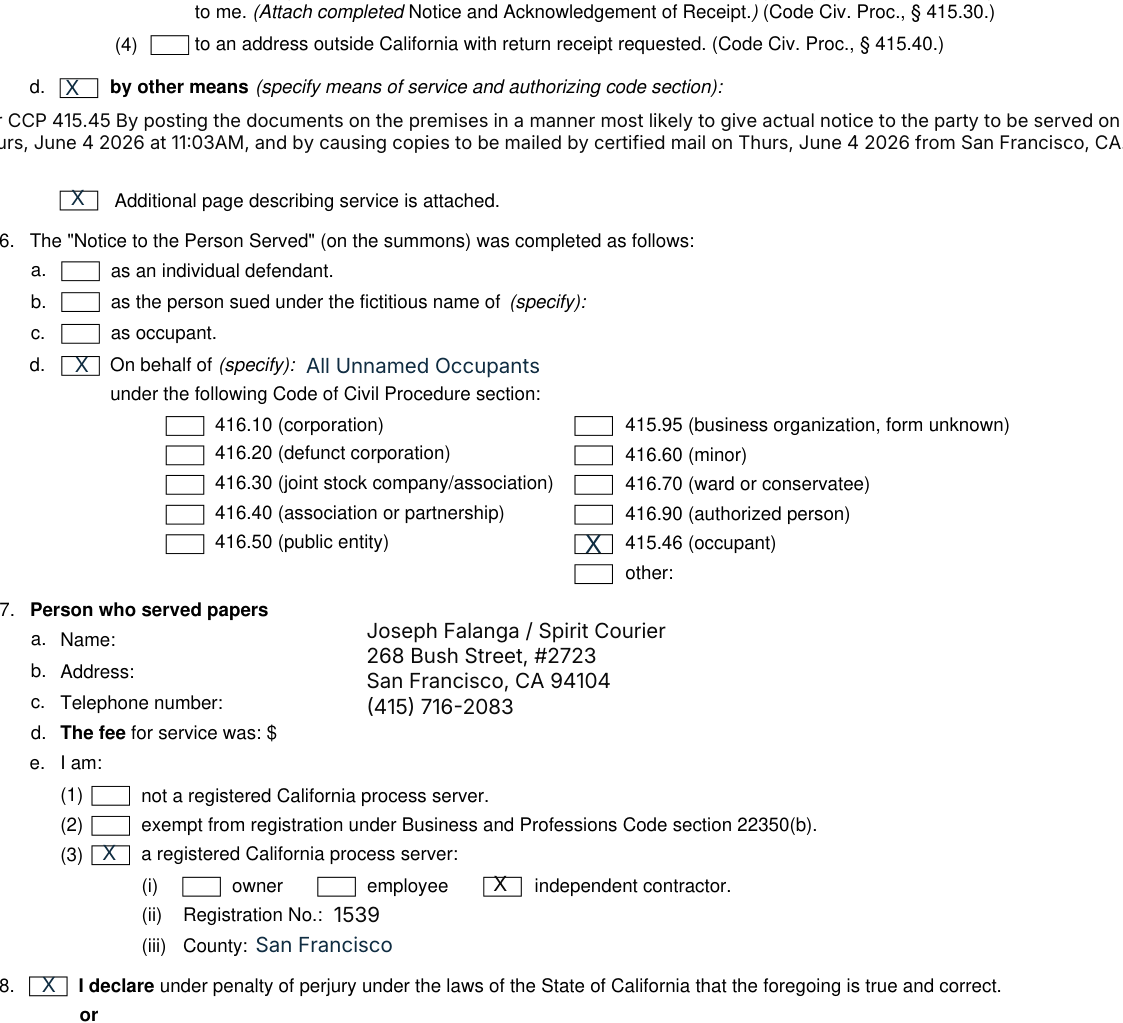 to me. (Attach completed Notice and Acknowledgement of Receipt.) (Code Civ. Proc., § 415.30.)
(4) to an address outside California with return receipt requested. (Code Civ. Proc., § 415.40.)
d. X by other means (specify means of service and authorizing code section):
CCP 415.45 By posting the documents on the premises in a manner most likely to give actual notice to the party to be served on
June 4 2026 at 11:03AM, and by causing copies to be mailed by certified mail on Thurs, June 4 2026 from San Francisco, CA.
X Additional page describing service is attached.
6. The "Notice to the Person Served" (on the summons) was completed as follows:
a. as an individual defendant.
b. as the person sued under the fictitious name of (specify):
c. as occupant.
d. X On behalf of (specify): All Unnamed Occupants
under the following Code of Civil Procedure section:
416.10 (corporation) 415.95 (business organization, form unknown)
416.20 (defunct corporation) 416.60 (minor)
416.30 (joint stock company/association) 416.70 (ward or conservatee)
416.40 (association or partnership) 416.90 (authorized person)
416.50 (public entity) X 415.46 (occupant)
other:
7. Person who served papers
a. Name: Joseph Falanga / Spirit Courier
b. Address: 268 Bush Street, #2723
San Francisco, CA 94104
c. Telephone number: (415) 716-2083
d. The fee for service was: $
e. I am:
(1) not a registered California process server.
(2) exempt from registration under Business and Professions Code section 22350(b).
(3) X a registered California process server:
(i) owner employee X independent contractor.
(ii) Registration No.: 1539
(iii) County: San Francisco
8. X I declare under penalty of perjury under the laws of the State of California that the foregoing is true and correct.
or